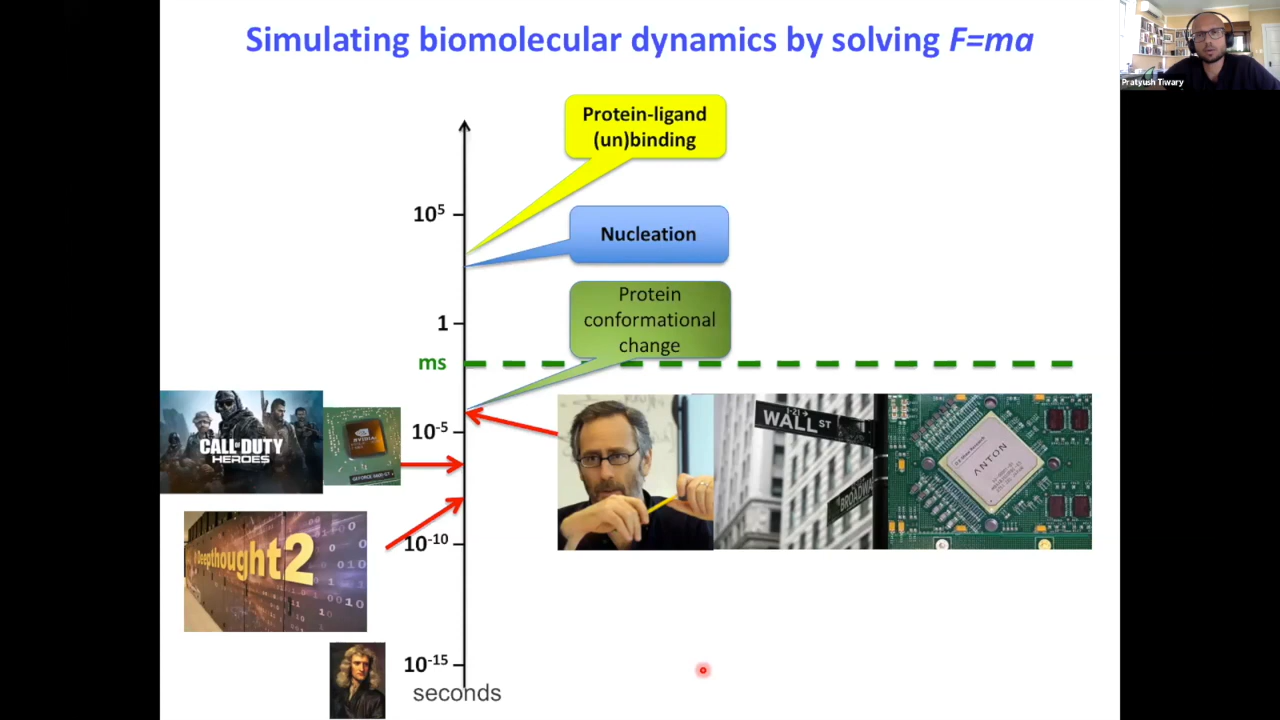 Simulating biomolecular dynamics by solving F=ma
Pratyush Tiwary
Protein-ligand
(un)binding
10⁵
Nucleation
Protein
conformational
change
1
ms
CALL OF DUTY
HEROES
NVIDIA
10⁻⁵
WALL ST
BROADWAY
ANTON
Deepthought2
10⁻¹⁰
10⁻¹⁵
seconds